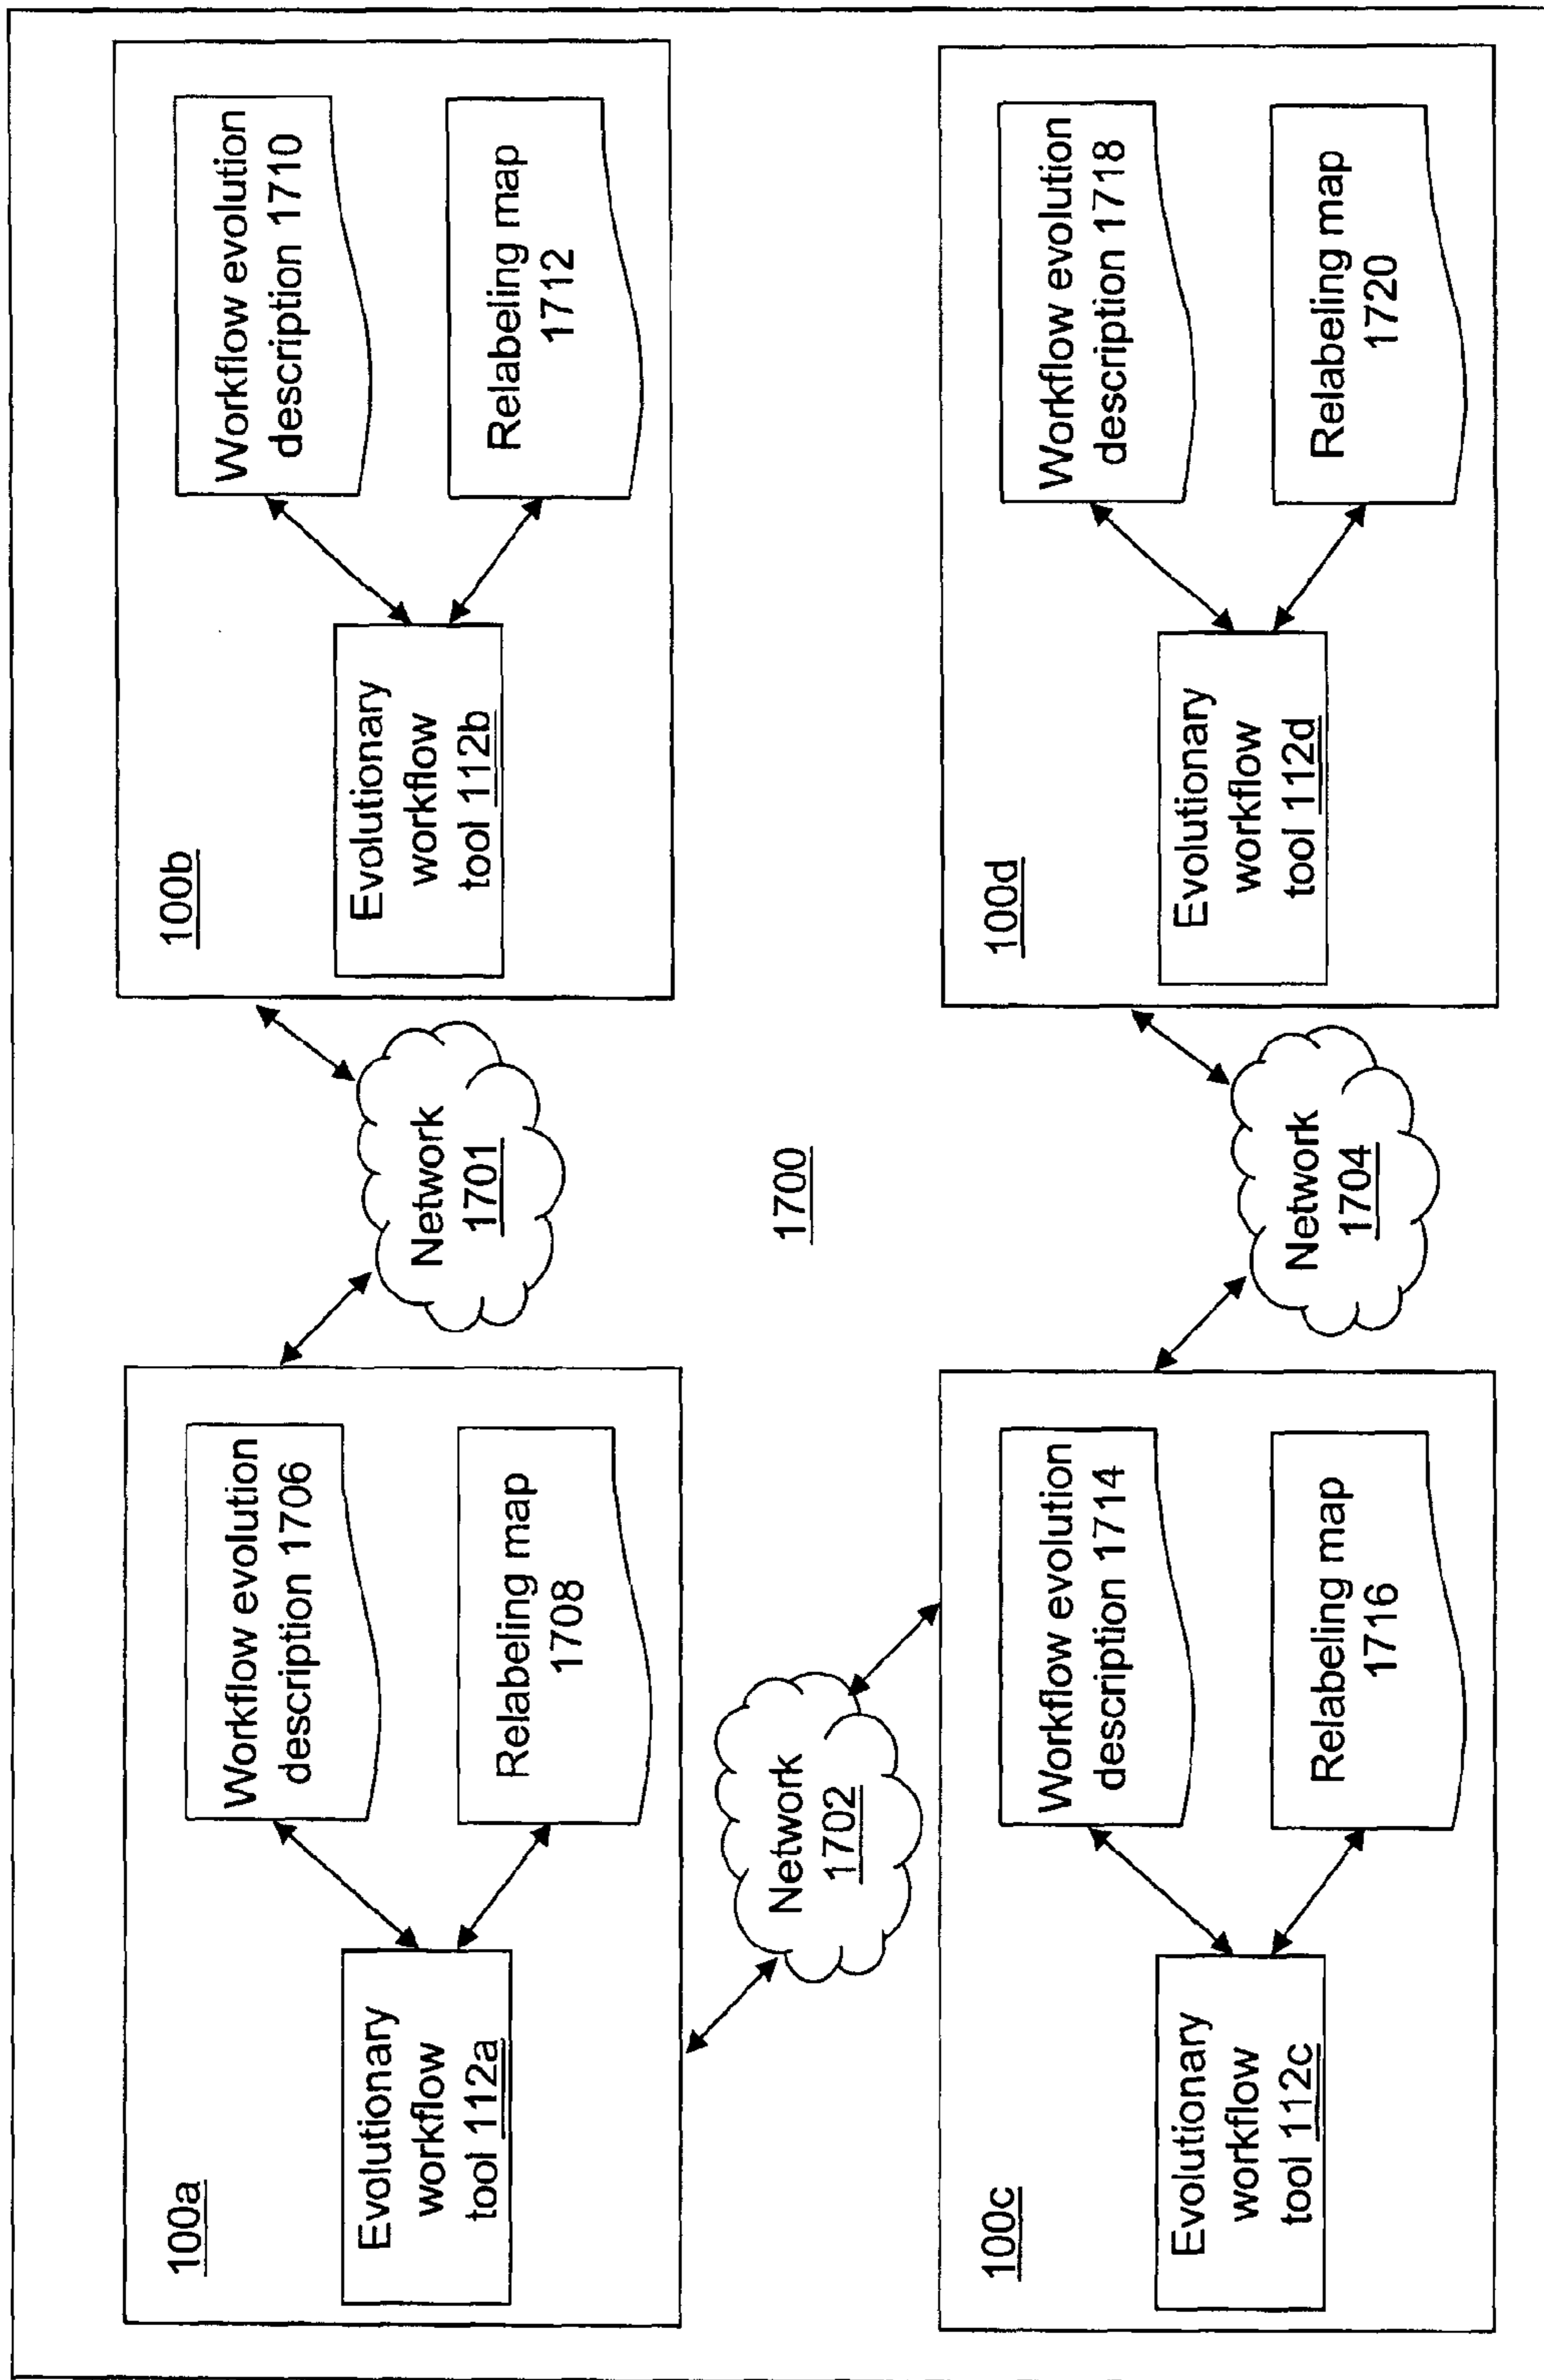 100a
Evolutionary
workflow
tool 112a
Workflow evolution
description 1706
Relabeling map
1708
Network
1701
100b
Evolutionary
workflow
tool 112b
Workflow evolution
description 1710
Relabeling map
1712
Network
1702
1700
100c
Evolutionary
workflow
tool 112c
Workflow evolution
description 1714
Relabeling map
1716
Network
1704
100d
Evolutionary
workflow
tool 112d
Workflow evolution
description 1718
Relabeling map
1720